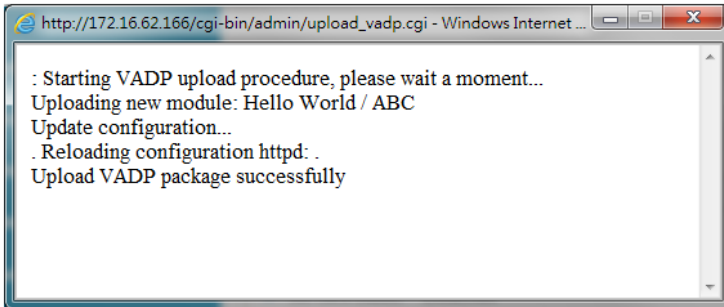 http://172.16.62.166/cgi-bin/admin/upload_vadp.cgi - Windows Internet ...
: Starting VADP upload procedure, please wait a moment...
Uploading new module: Hello World / ABC
Update configuration...
. Reloading configuration httpd: .
Upload VADP package successfully